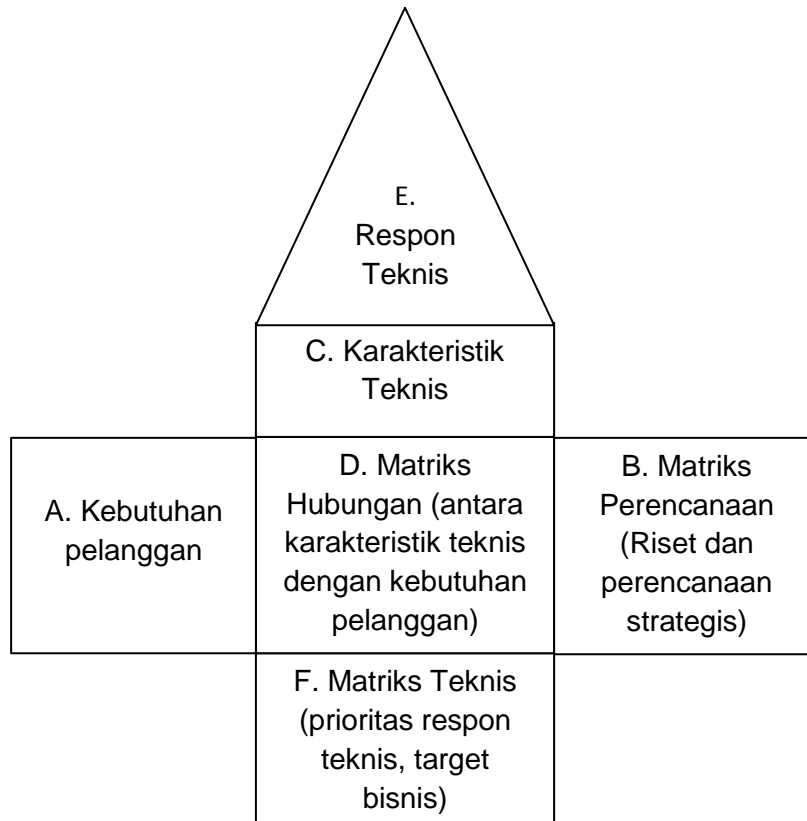 E.
Respon
Teknis
C. Karakteristik
Teknis
A. Kebutuhan
pelanggan
D. Matriks
Hubungan (antara
karakteristik teknis
dengan kebutuhan
pelanggan)
B. Matriks
Perencanaan
(Riset dan
perencanaan
strategis)
F. Matriks Teknis
(prioritas respon
teknis, target
bisnis)